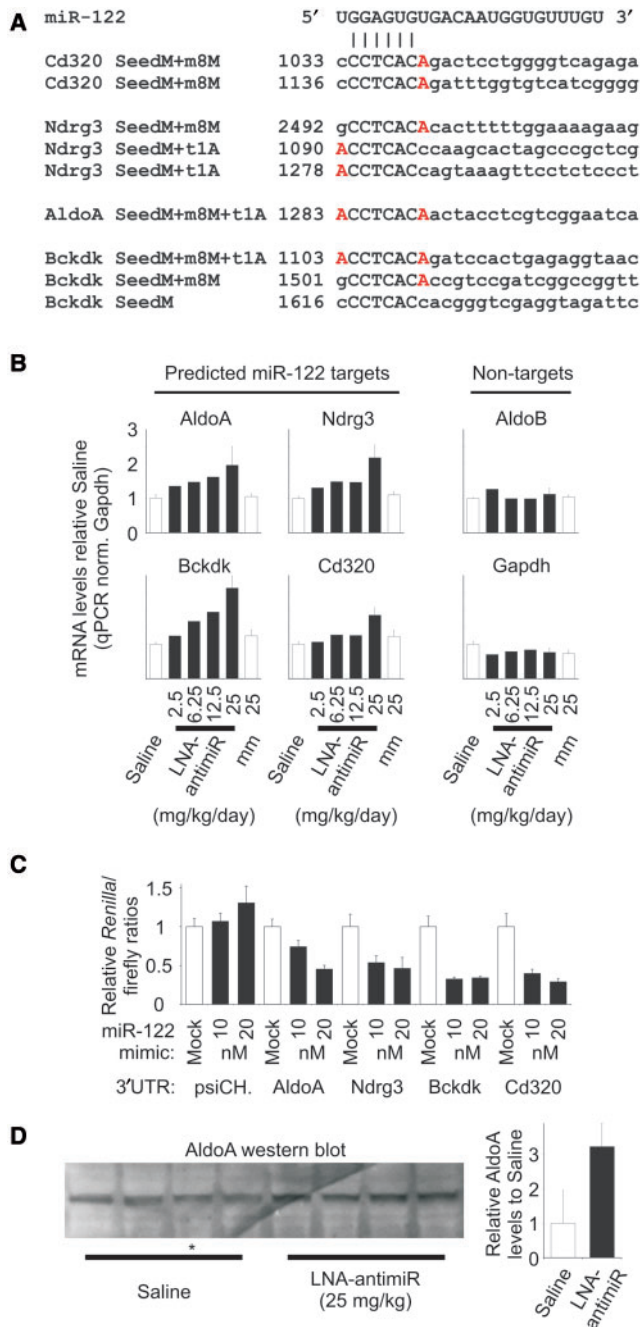 A
miR-122 5′ UGGAGUGUGACAAUGGUGUUUGU 3′
||||||
Cd320 SeedM+m8M 1033 cCCTCACAgactcctggggtcagaga
Cd320 SeedM+m8M 1136 cCCTCACAgatttggtgtcatcgggg
Ndrg3 SeedM+m8M 2492 gCCTCACAcactttttggaaaagaag
Ndrg3 SeedM+t1A 1090 ACCTCACccaagcactagcccgctcg
Ndrg3 SeedM+t1A 1278 ACCTCACcagtaaagttcctctccct
AldoA SeedM+m8M+t1A 1283 ACCTCACAactacctcgtcggaatca
Bckdk SeedM+m8M+t1A 1103 ACCTCACAgatccactgagaggtaac
Bckdk SeedM+m8M 1501 gCCTCACAccgtccgatcggccggtt
Bckdk SeedM 1616 cCCTCACcacgggtcgaggtagattc
B
Predicted miR-122 targets Non-targets
AldoA Ndrg3 AldoB
mRNA levels relative Saline
(qPCR norm. Gapdh)
3
2
1
0
Bckdk Cd320 Gapdh
Saline 2.5 6.25 12.5 25 25 Saline 2.5 6.25 12.5 25 25 Saline 2.5 6.25 12.5 25 25
LNA- mm LNA- mm LNA- mm
antimiR antimiR antimiR
(mg/kg/day) (mg/kg/day) (mg/kg/day)
C
Relative Renilla/
firefly ratios
1.5
1
0.5
0
miR-122 Mock 10 20 Mock 10 20 Mock 10 20 Mock 10 20 Mock 10 20
mimic: nM nM nM nM nM
3′UTR: psiCH. AldoA Ndrg3 Bckdk Cd320
D
AldoA western blot
*
Saline LNA-antimiR
(25 mg/kg)
Relative AldoA
levels to Saline
3
2
1
0
Saline LNA-
antimiR